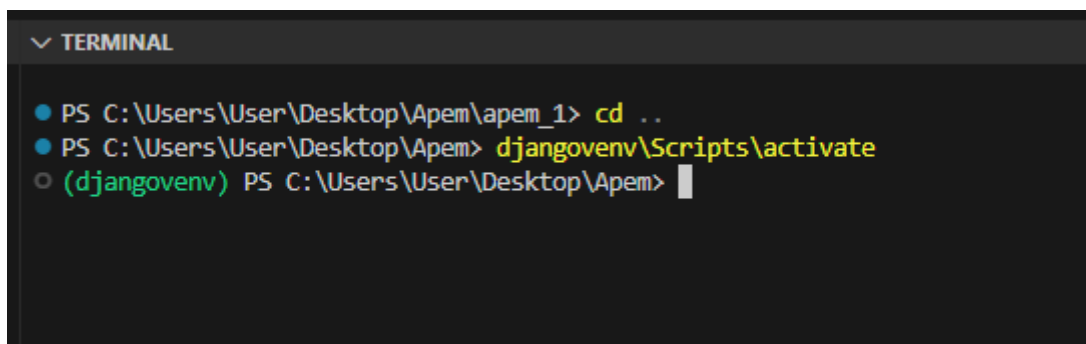 TERMINAL
PS C:\Users\User\Desktop\Apem\apem_1> cd ..
PS C:\Users\User\Desktop\Apem> djangovenv\Scripts\activate
(djangovenv) PS C:\Users\User\Desktop\Apem>